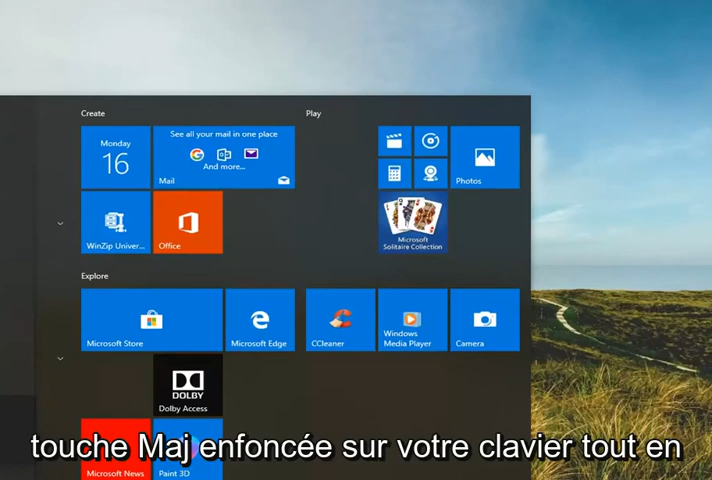 Create
Play
Monday
16
See all your mail in one place
And more...
Mail
Photos
WinZip Univer...
Office
Microsoft
Solitaire Collection
Explore
Microsoft Store
Microsoft Edge
CCleaner
Windows
Media Player
Camera
DOLBY
Dolby Access
touche Maj enfoncée sur votre clavier tout en
Microsoft News
Paint 3D